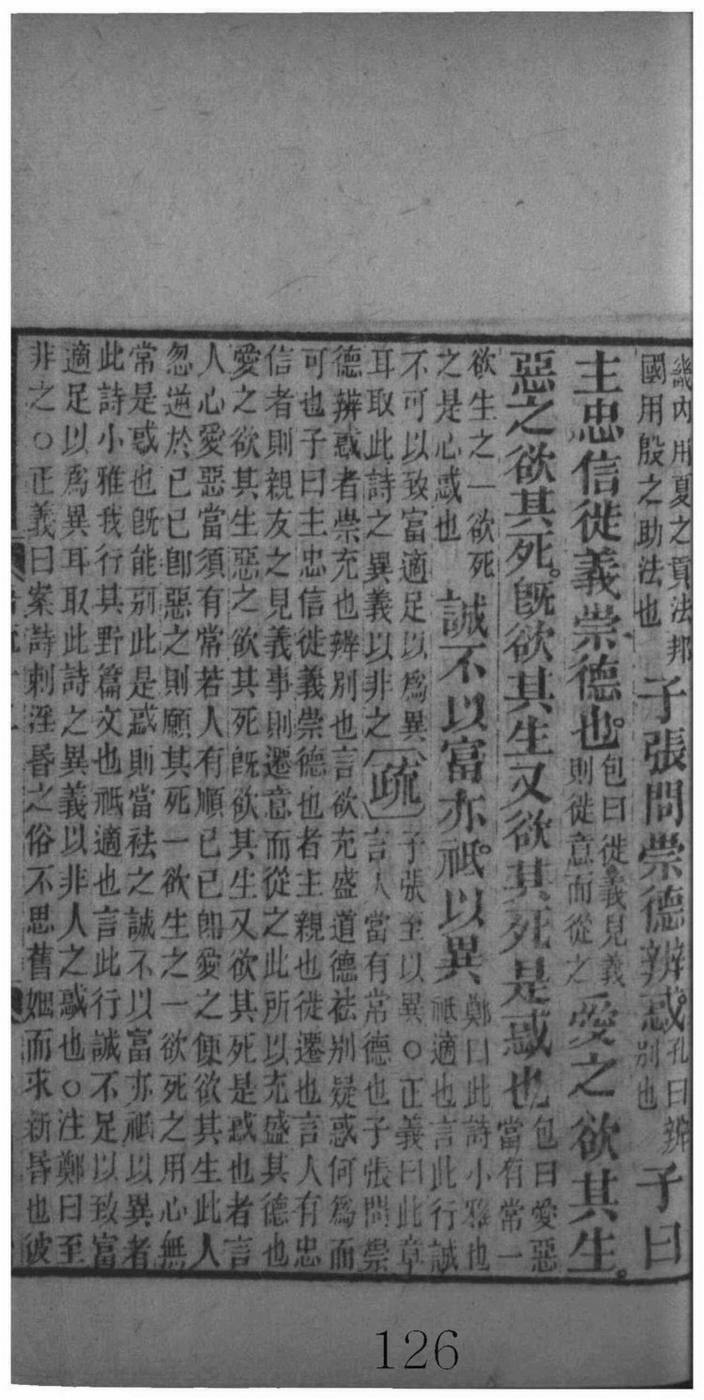 畿內用夏之貢法邦
國用殷之助法也
子張問崇德辨惑
孔曰辨
別也
子曰
主忠信徙義崇德也
包曰徙義見義
則徙意而從之
愛之欲其生
惡之欲其死旣欲其生又欲其死是惑也
包曰愛惡
當有常一
欲生之一欲死
之是心惑也
誠不以富亦祗以異
鄭曰此詩小雅也
祗適也言此行誠
不可以致富適足以爲異
耳取此詩之異義以非之
疏
子張至以異○正義曰此章
言人當有常德也子張問崇
德辨惑者崇充也辨別也言欲充盛道德袪別疑惑何爲而
可也子曰主忠信徙義崇德也者主親也徙遷也言人有忠
信者則親友之見義事則遷意而從之此所以充盛其德也
愛之欲其生惡之欲其死旣欲其生又欲其死是惑也者言
人心愛惡當須有常若人有順已已卽愛之便欲其生此人
忽逆於已已卽惡之則願其死一欲生之一欲死之用心無
常是惑也旣能別此是惑則當袪之誠不以富亦祗以異者
此詩小雅我行其野篇文也祗適也言此行誠不足以致富
適足以爲異耳取此詩之異義以非人之惑也○注鄭曰至
非之○正義曰案詩刺淫昏之俗不思舊姻而求新昏也彼
126